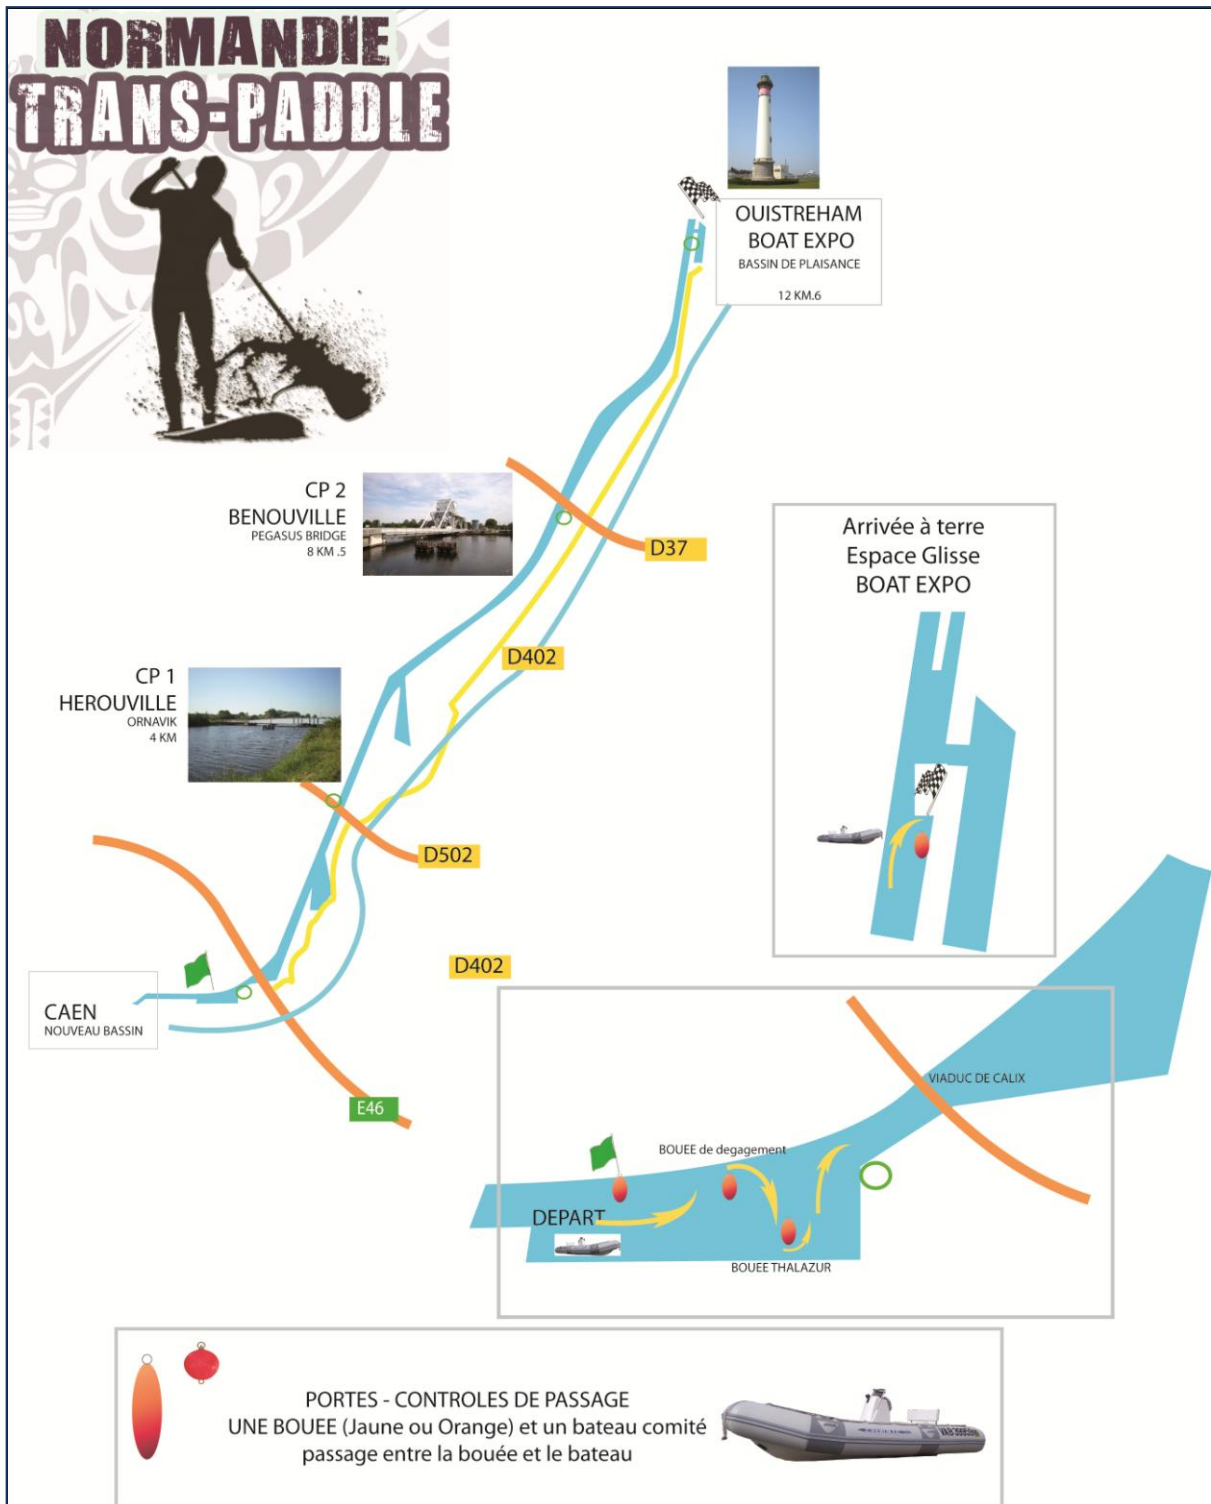 NORMANDIE
TRANS-PADDLE
OUISTREHAM
BOAT EXPO
BASSIN DE PLAISANCE
12 KM.6
CP 2
BENOUVILLE
PEGASUS BRIDGE
8 KM .5
D37
Arrivée à terre
Espace Glisse
BOAT EXPO
D402
CP 1
HEROUVILLE
ORNAVIK
4 KM
D502
D402
CAEN
NOUVEAU BASSIN
E46
VIADUC DE CALIX
BOUEE de degagement
DEPART
BOUEE THALAZUR
PORTES - CONTROLES DE PASSAGE
UNE BOUEE (Jaune ou Orange) et un bateau comité
passage entre la bouée et le bateau